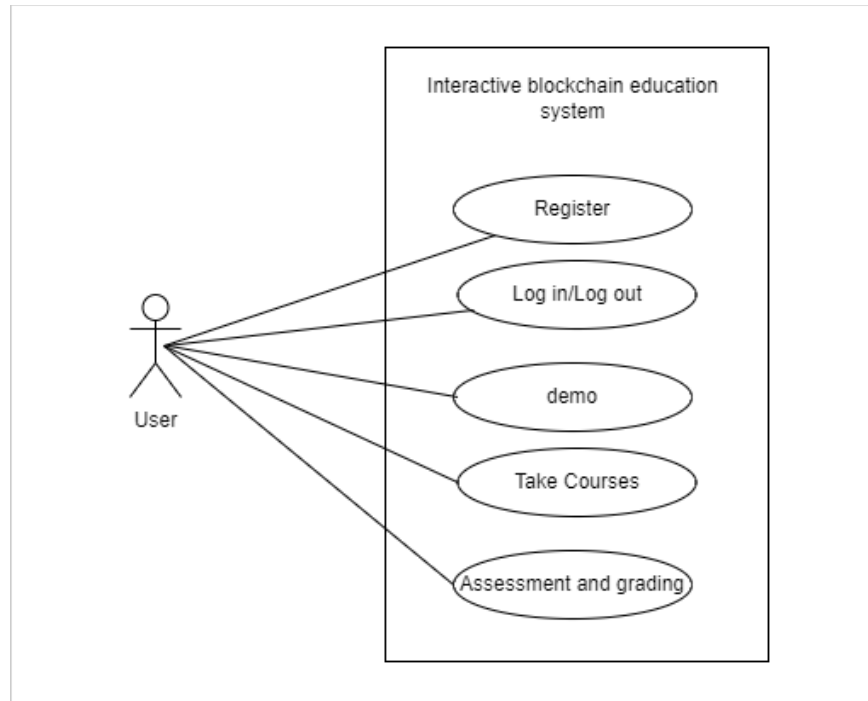 Interactive blockchain education
system
Register
Log in/Log out
User
demo
Take Courses
Assessment and grading